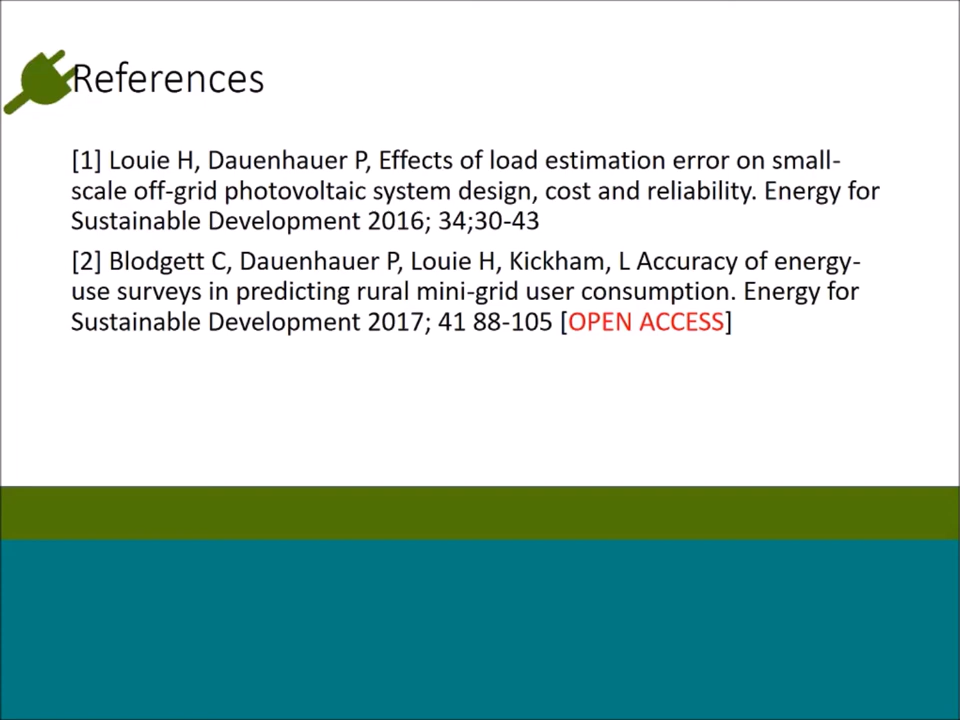 References
[1] Louie H, Dauenhauer P, Effects of load estimation error on small-
scale off-grid photovoltaic system design, cost and reliability. Energy for
Sustainable Development 2016; 34;30-43
[2] Blodgett C, Dauenhauer P, Louie H, Kickham, L Accuracy of energy-
use surveys in predicting rural mini-grid user consumption. Energy for
Sustainable Development 2017; 41 88-105 [OPEN ACCESS]